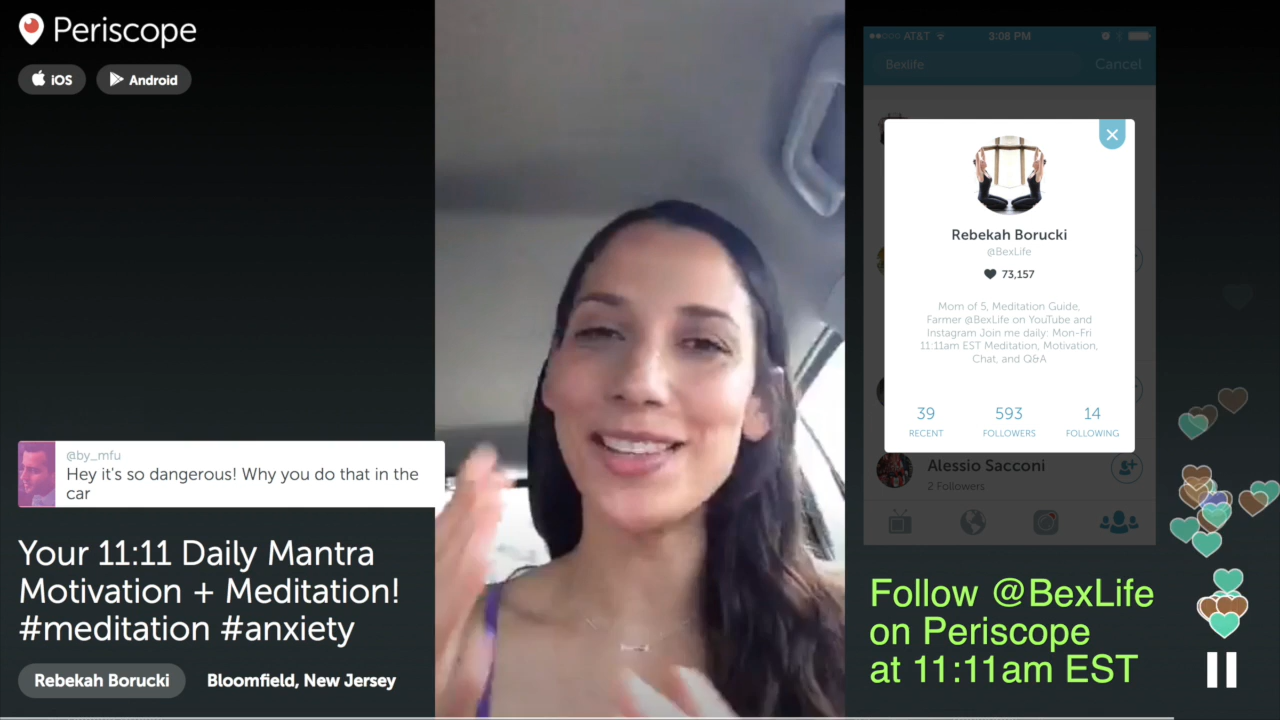 Periscope
iOS
Android
@by_mfu
Hey it's so dangerous! Why you do that in the
car
Your 11:11 Daily Mantra
Motivation + Meditation!
#meditation #anxiety
Rebekah Borucki
Bloomfield, New Jersey
AT&T 3:08 PM
Bexlife
Cancel
Rebekah Borucki
@BexLife
73,157
Mom of 5, Meditation Guide,
Farmer @BexLife on YouTube and
Instagram Join me daily: Mon-Fri
11:11am EST Meditation, Motivation,
Chat, and Q&A
39 593 14
RECENT FOLLOWERS FOLLOWING
Alessio Sacconi
2 Followers
Follow @BexLife
on Periscope
at 11:11am EST